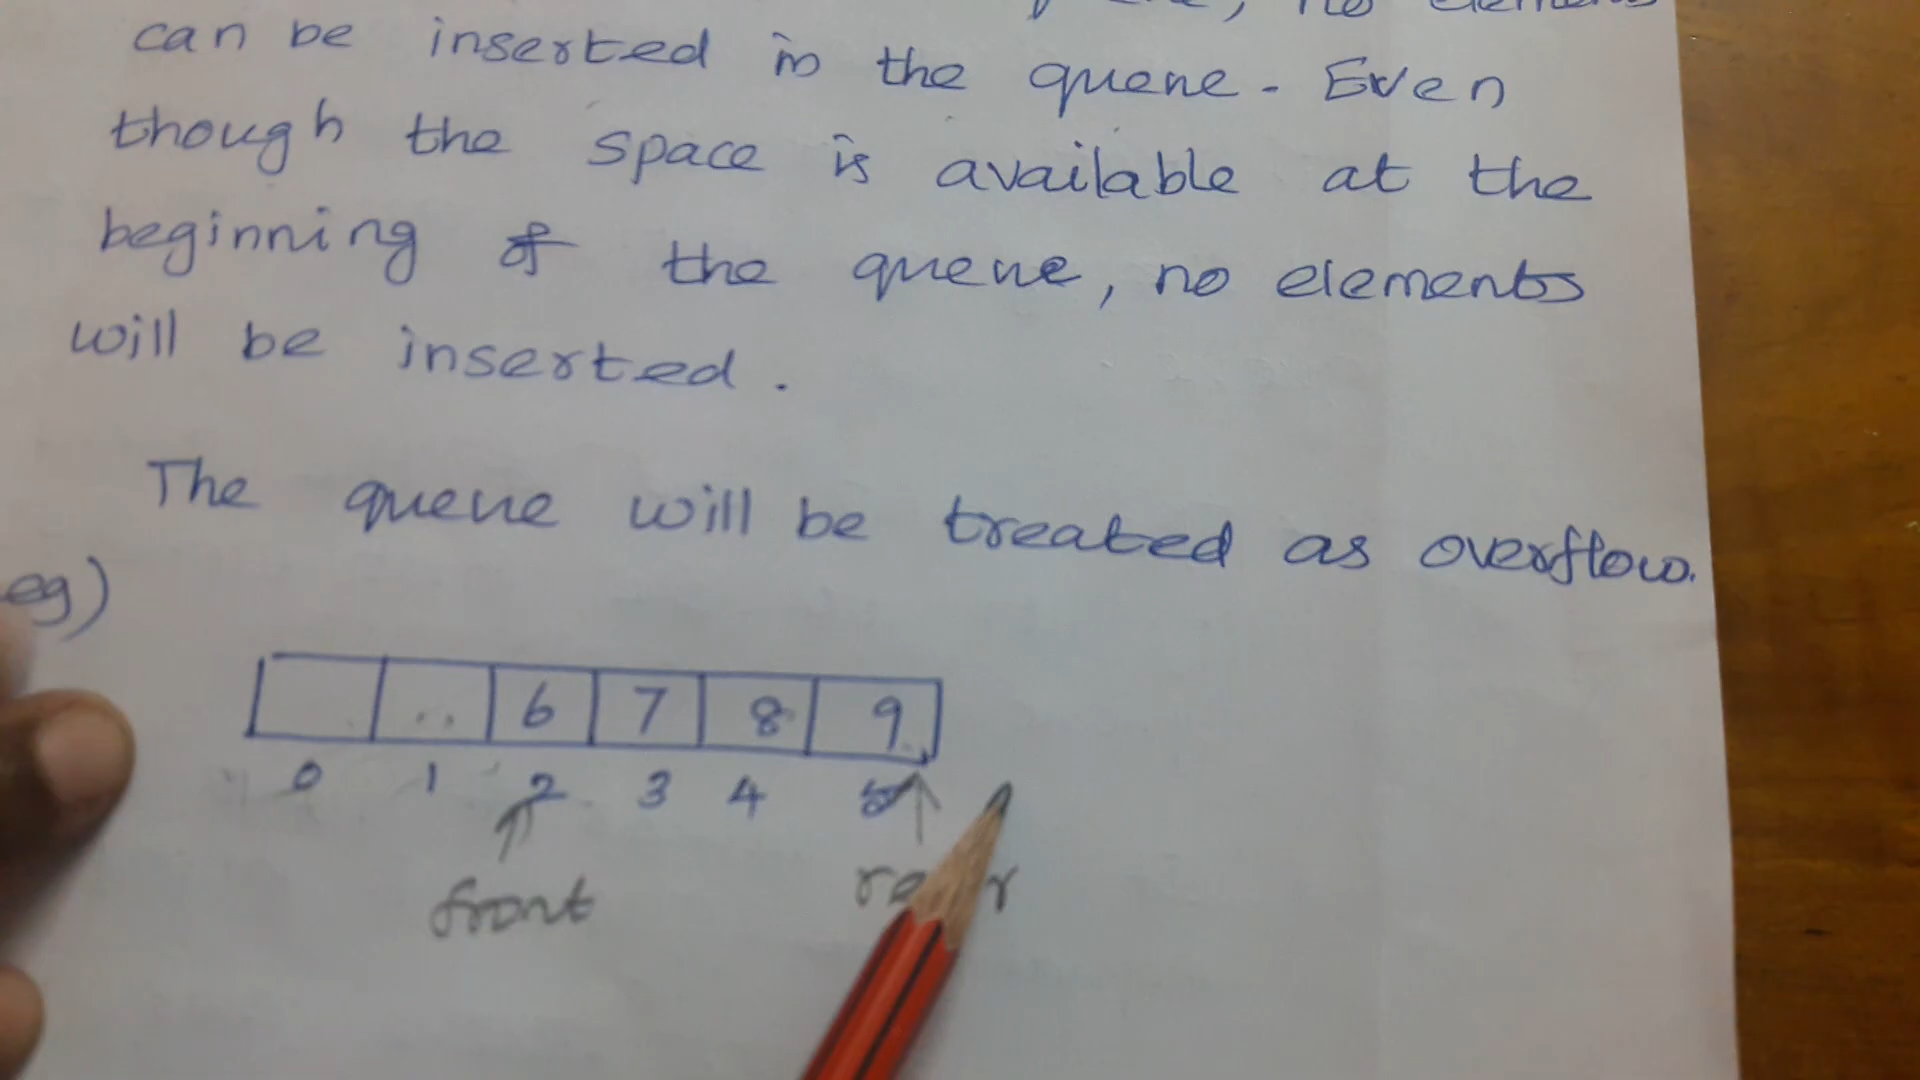 can be inserted in the queue. Even
though the space is available at the
beginning of the queue, no elements
will be inserted.
The queue will be treated as overflow.
eg)
6 7 8 9
0 1 2 3 4 5
front rear